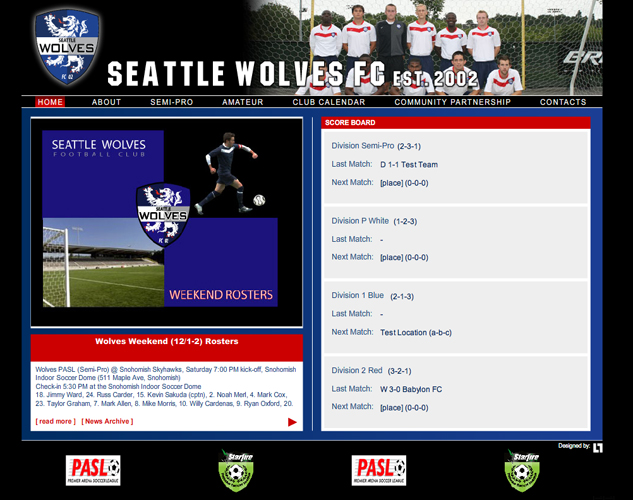 SEATTLE
WOLVES
FC 02
SEATTLE WOLVES FC EST. 2002
HOME ABOUT SEMI-PRO AMATEUR CLUB CALENDAR COMMUNITY PARTNERSHIP CONTACTS
SEATTLE WOLVES
FOOTBALL CLUB
SEATTLE
WOLVES
FC 02
WEEKEND ROSTERS
Wolves Weekend (12/1-2) Rosters
Wolves PASL (Semi-Pro) @ Snohomish Skyhawks, Saturday 7:00 PM kick-off, Snohomish
Indoor Soccer Dome (511 Maple Ave, Snohomish)
Check-in 5:30 PM at the Snohomish Indoor Soccer Dome
18. Jimmy Ward, 24. Russ Cardor, 15. Kevin Sakuda (cptn), 2. Noah Merl, 4. Mark Cox,
23. Taylor Graham, 7. Mark Allen, 8. Mike Morris, 10. Willy Cardenas, 9. Ryan Oxford, 20.
[ read more ] [ News Archive ]
SCORE BOARD
Division Semi-Pro (2-3-1)
Last Match: D 1-1 Test Team
Next Match: [place] (0-0-0)
Division P White (1-2-3)
Last Match: -
Next Match: [place] (0-0-0)
Division 1 Blue (2-1-3)
Last Match: -
Next Match: Test Location (a-b-c)
Division 2 Red (3-2-1)
Last Match: W 3-0 Babylon FC
Next Match: [place] (0-0-0)
Designed by:
PASL
PREMIER ARENA SOCCER LEAGUE
Starfire
PASL
PREMIER ARENA SOCCER LEAGUE
Starfire